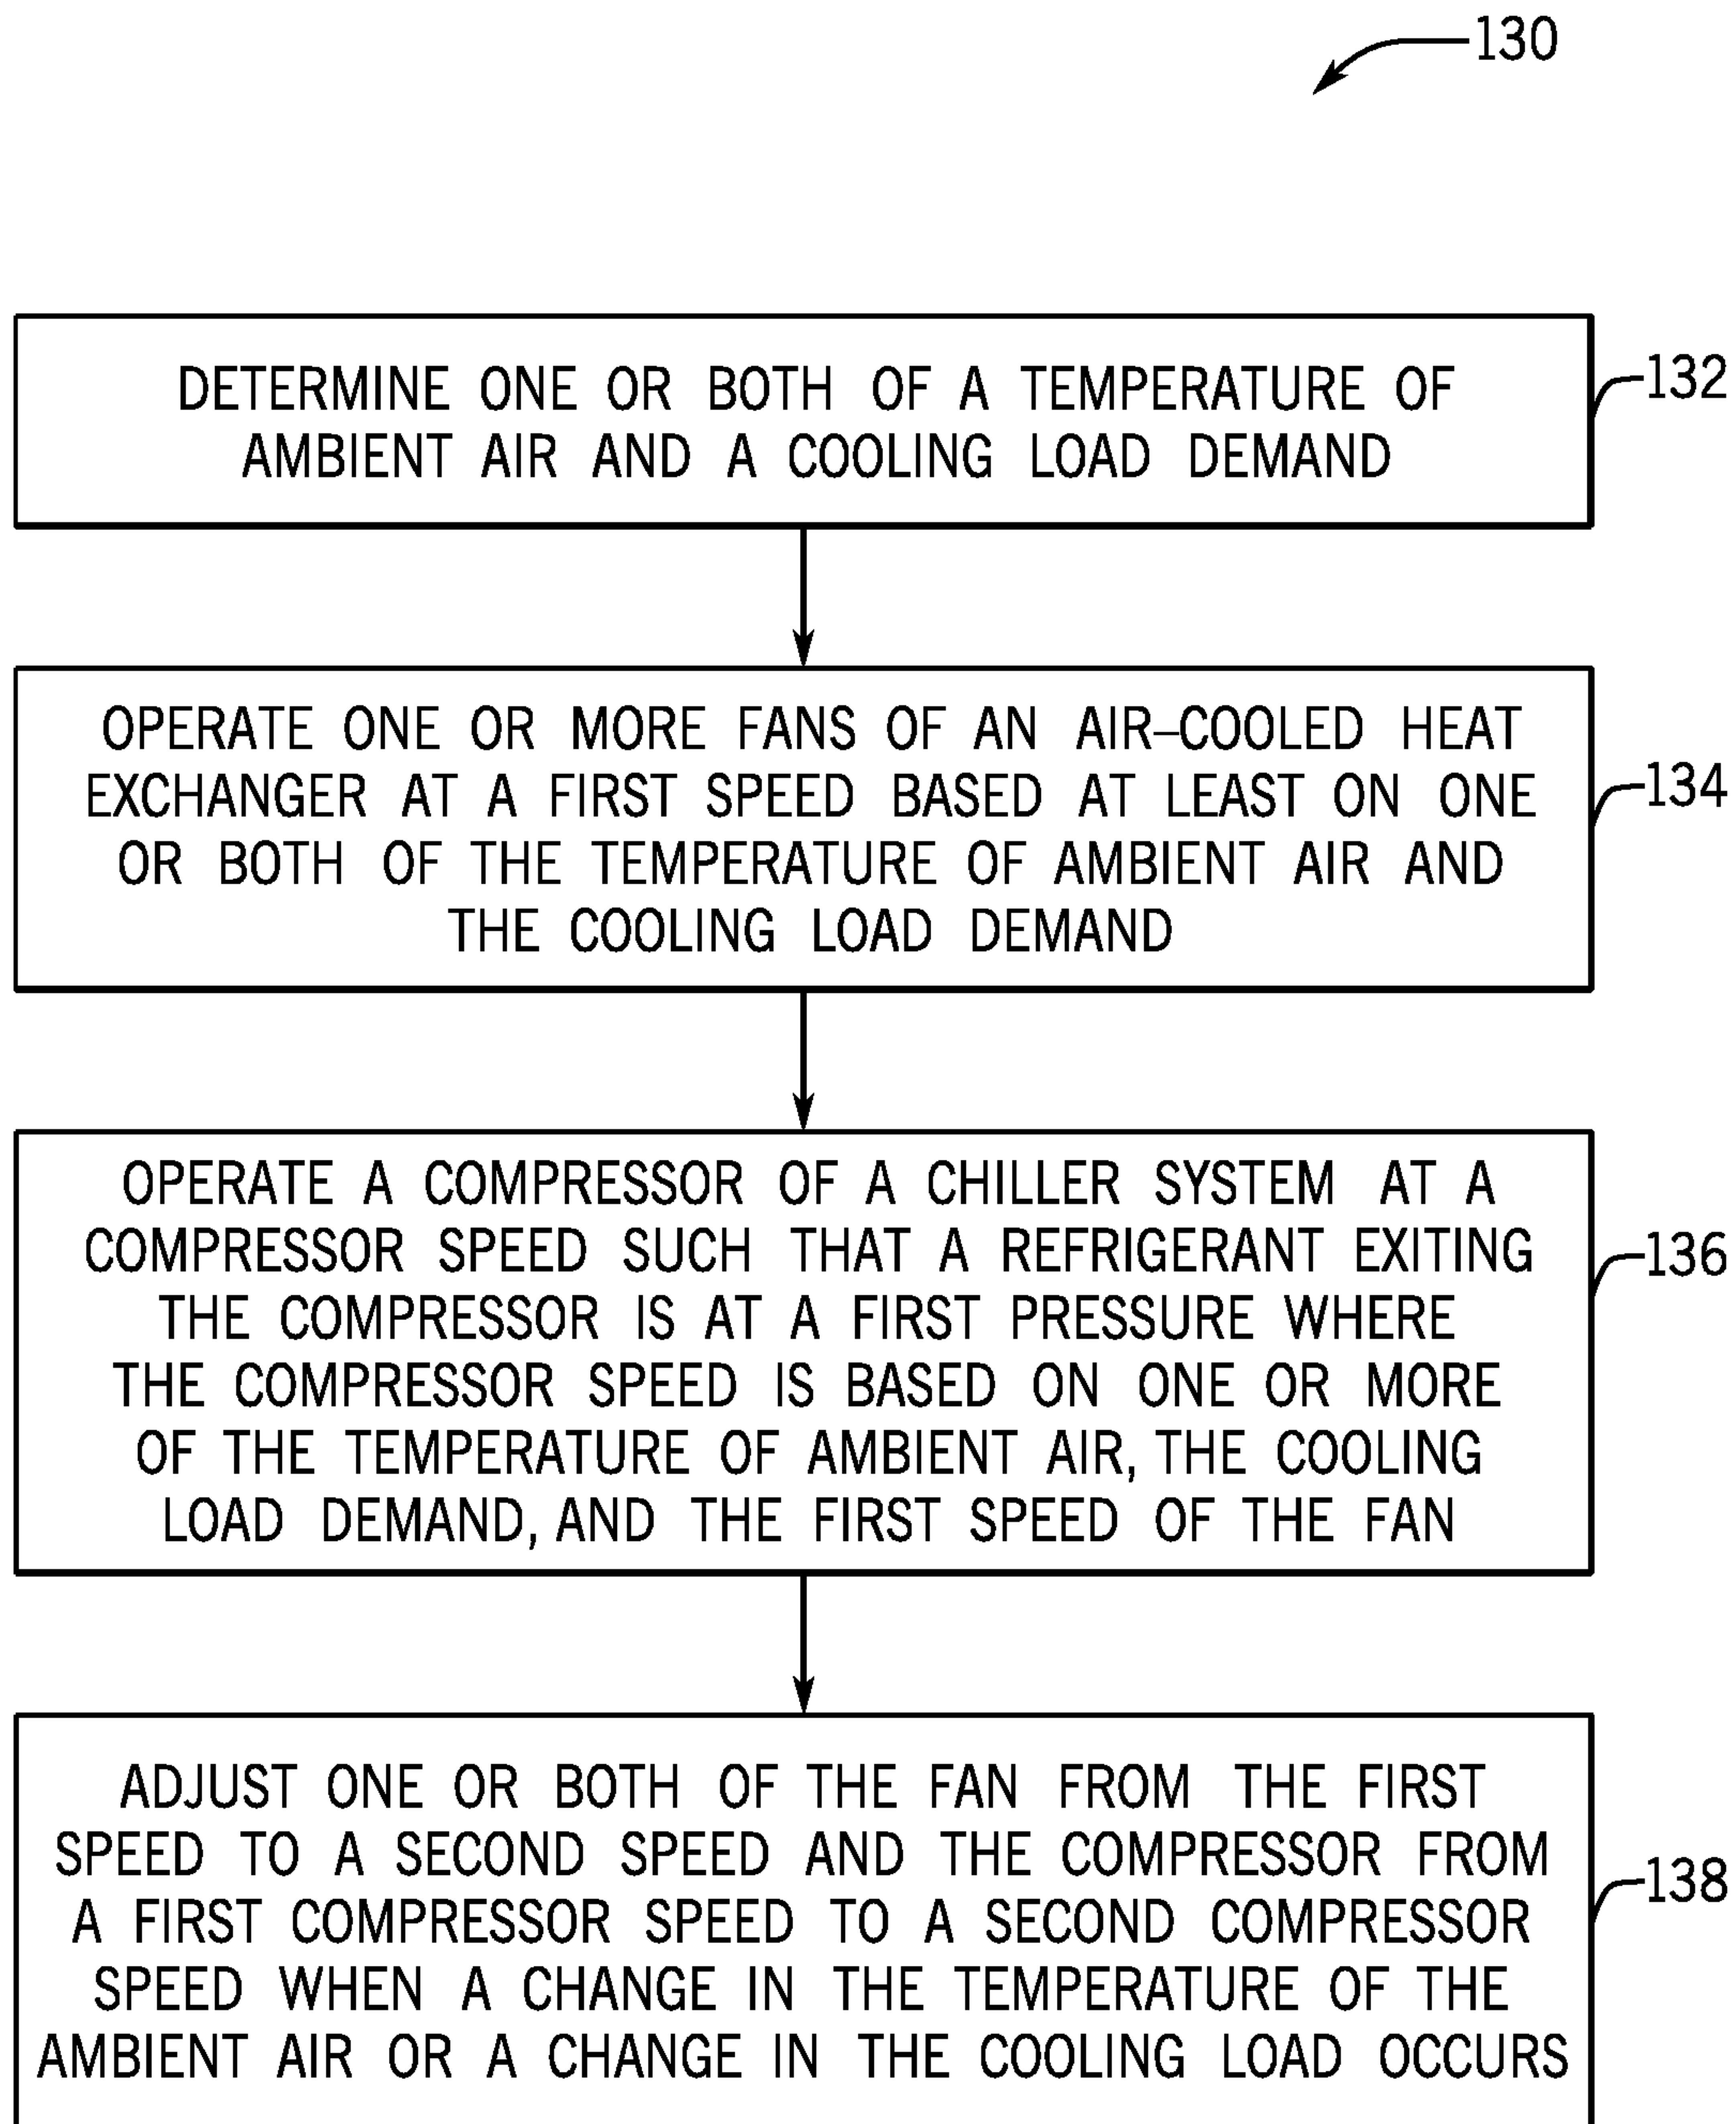 130
DETERMINE ONE OR BOTH OF A TEMPERATURE OF
AMBIENT AIR AND A COOLING LOAD DEMAND
132
OPERATE ONE OR MORE FANS OF AN AIR–COOLED HEAT
EXCHANGER AT A FIRST SPEED BASED AT LEAST ON ONE
OR BOTH OF THE TEMPERATURE OF AMBIENT AIR AND
THE COOLING LOAD DEMAND
134
OPERATE A COMPRESSOR OF A CHILLER SYSTEM AT A
COMPRESSOR SPEED SUCH THAT A REFRIGERANT EXITING
THE COMPRESSOR IS AT A FIRST PRESSURE WHERE
THE COMPRESSOR SPEED IS BASED ON ONE OR MORE
OF THE TEMPERATURE OF AMBIENT AIR, THE COOLING
LOAD DEMAND, AND THE FIRST SPEED OF THE FAN
136
ADJUST ONE OR BOTH OF THE FAN FROM THE FIRST
SPEED TO A SECOND SPEED AND THE COMPRESSOR FROM
A FIRST COMPRESSOR SPEED TO A SECOND COMPRESSOR
SPEED WHEN A CHANGE IN THE TEMPERATURE OF THE
AMBIENT AIR OR A CHANGE IN THE COOLING LOAD OCCURS
138